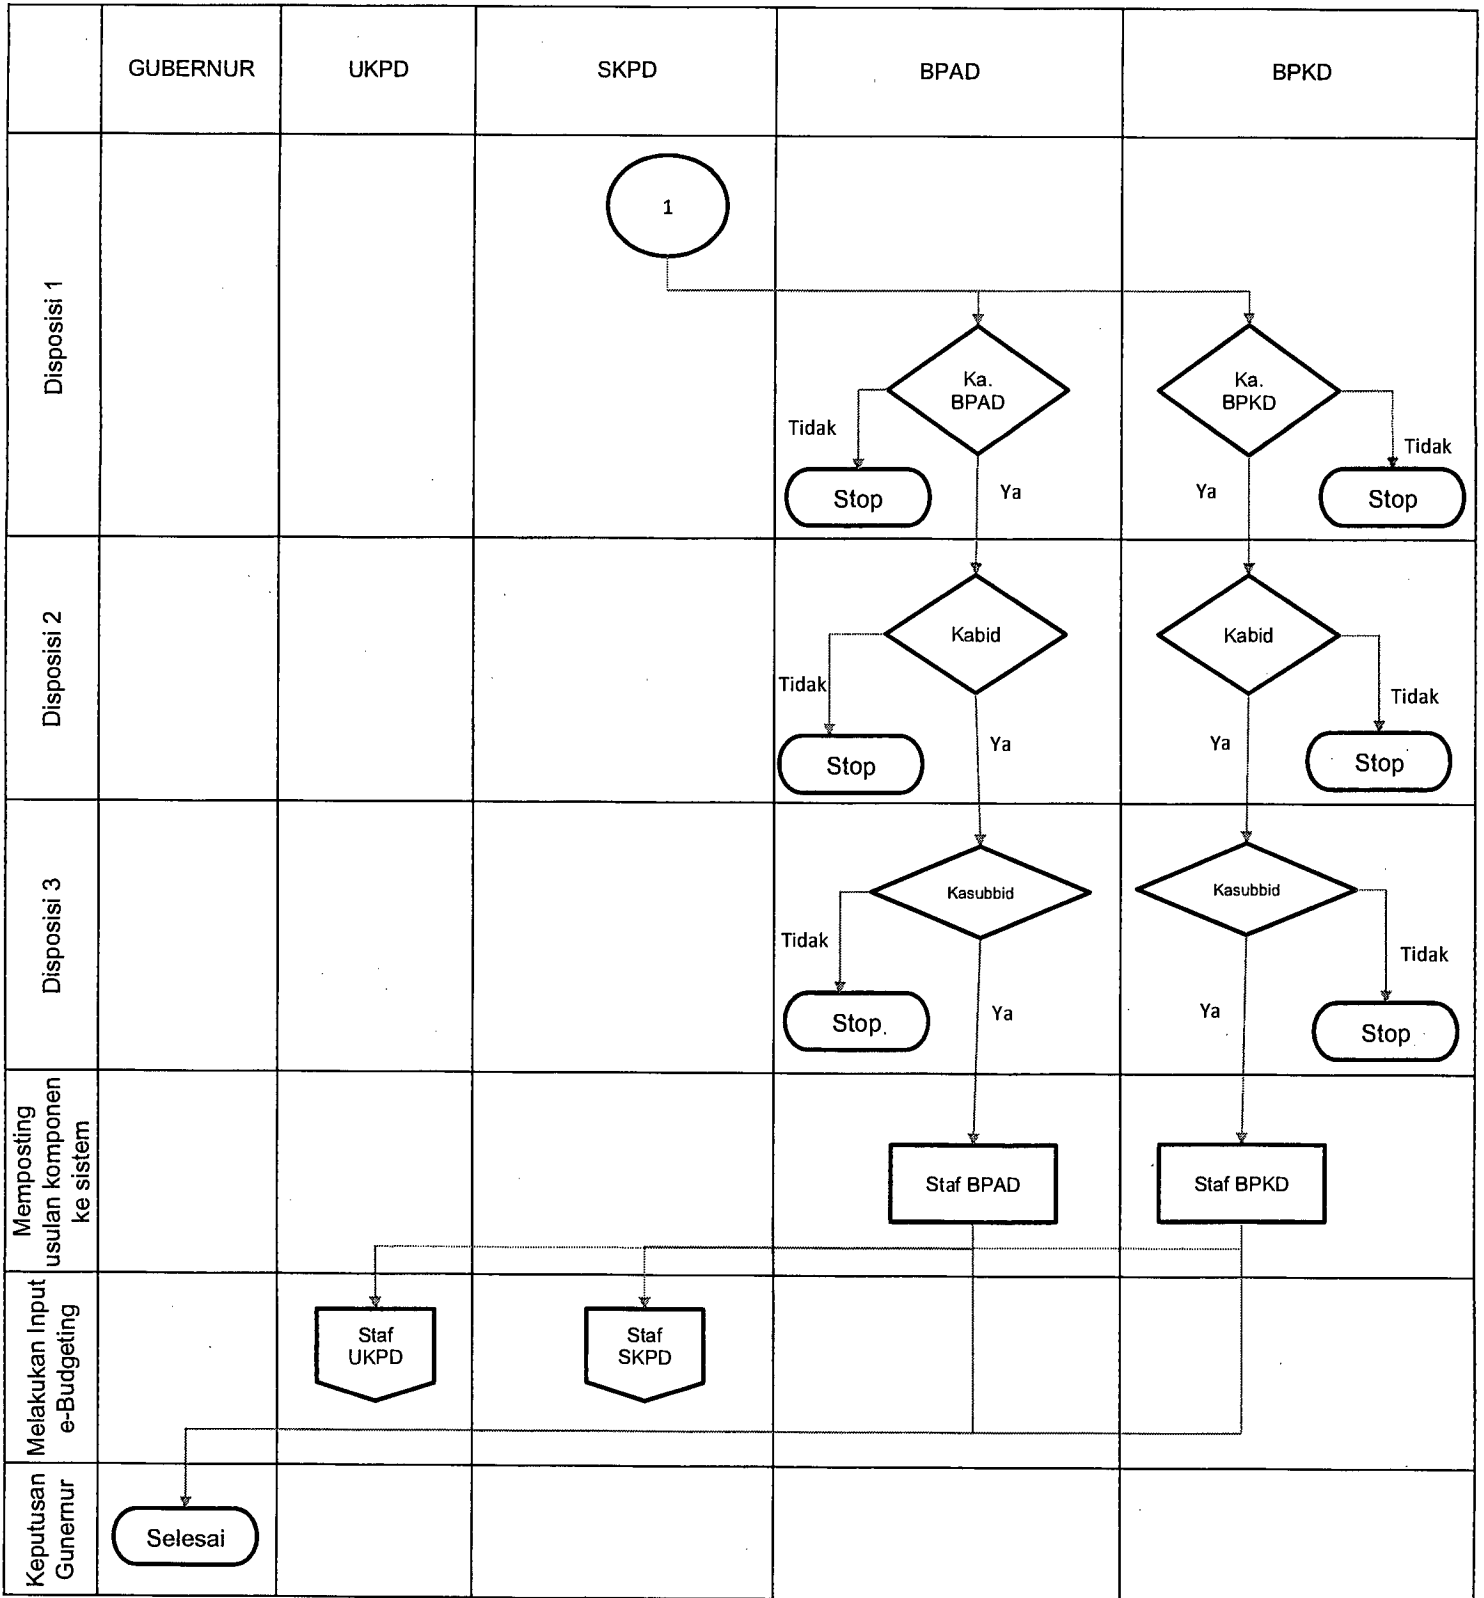 GUBERNUR
UKPD
SKPD
BPAD
BPKD
Disposisi 1
1
Ka.
BPAD
Tidak
Stop
Ya
Ka.
BPKD
Ya
Tidak
Stop
Disposisi 2
Kabid
Tidak
Stop
Ya
Kabid
Ya
Tidak
Stop
Disposisi 3
Kasubbid
Tidak
Stop
Ya
Kasubbid
Ya
Tidak
Stop
Memposting
usulan komponen
ke sistem
Staf BPAD
Staf BPKD
Melakukan Input
e-Budgeting
Staf
UKPD
Staf
SKPD
Keputusan
Gunernur
Selesai